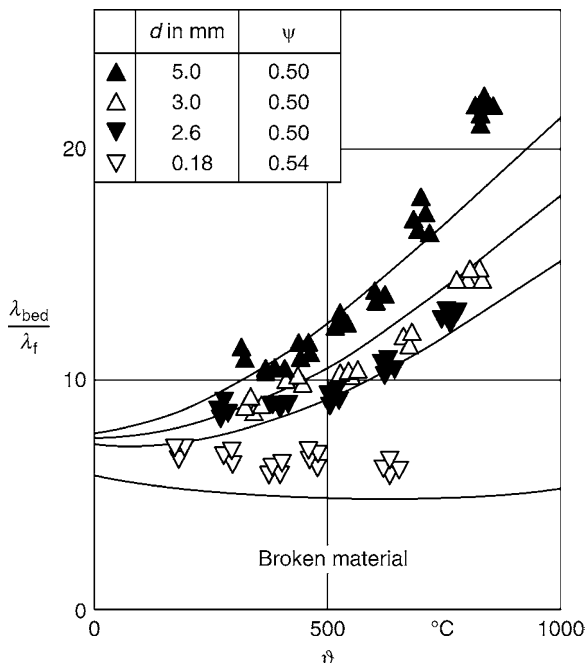 d in mm ψ
▲ 5.0 0.50
△ 3.0 0.50
▼ 2.6 0.50
▽ 0.18 0.54
20
λbed
λf
10
Broken material
0
0 500 °C 1000
ϑ